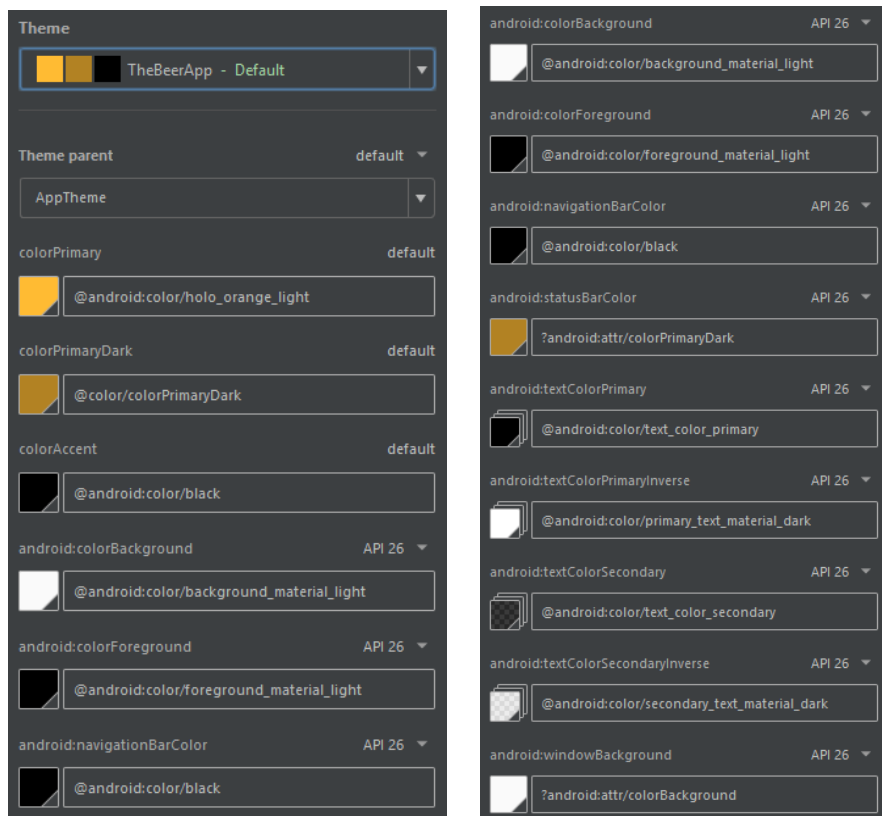 Theme
TheBeerApp - Default
Theme parent default
AppTheme
colorPrimary default
@android:color/holo_orange_light
colorPrimaryDark default
@color/colorPrimaryDark
colorAccent default
@android:color/black
android:colorBackground API 26
@android:color/background_material_light
android:colorForeground API 26
@android:color/foreground_material_light
android:navigationBarColor API 26
@android:color/black
android:colorBackground API 26
@android:color/background_material_light
android:colorForeground API 26
@android:color/foreground_material_light
android:navigationBarColor API 26
@android:color/black
android:statusBarColor API 26
?android:attr/colorPrimaryDark
android:textColorPrimary API 26
@android:color/text_color_primary
android:textColorPrimaryInverse API 26
@android:color/primary_text_material_dark
android:textColorSecondary API 26
@android:color/text_color_secondary
android:textColorSecondaryInverse API 26
@android:color/secondary_text_material_dark
android:windowBackground API 26
?android:attr/colorBackground